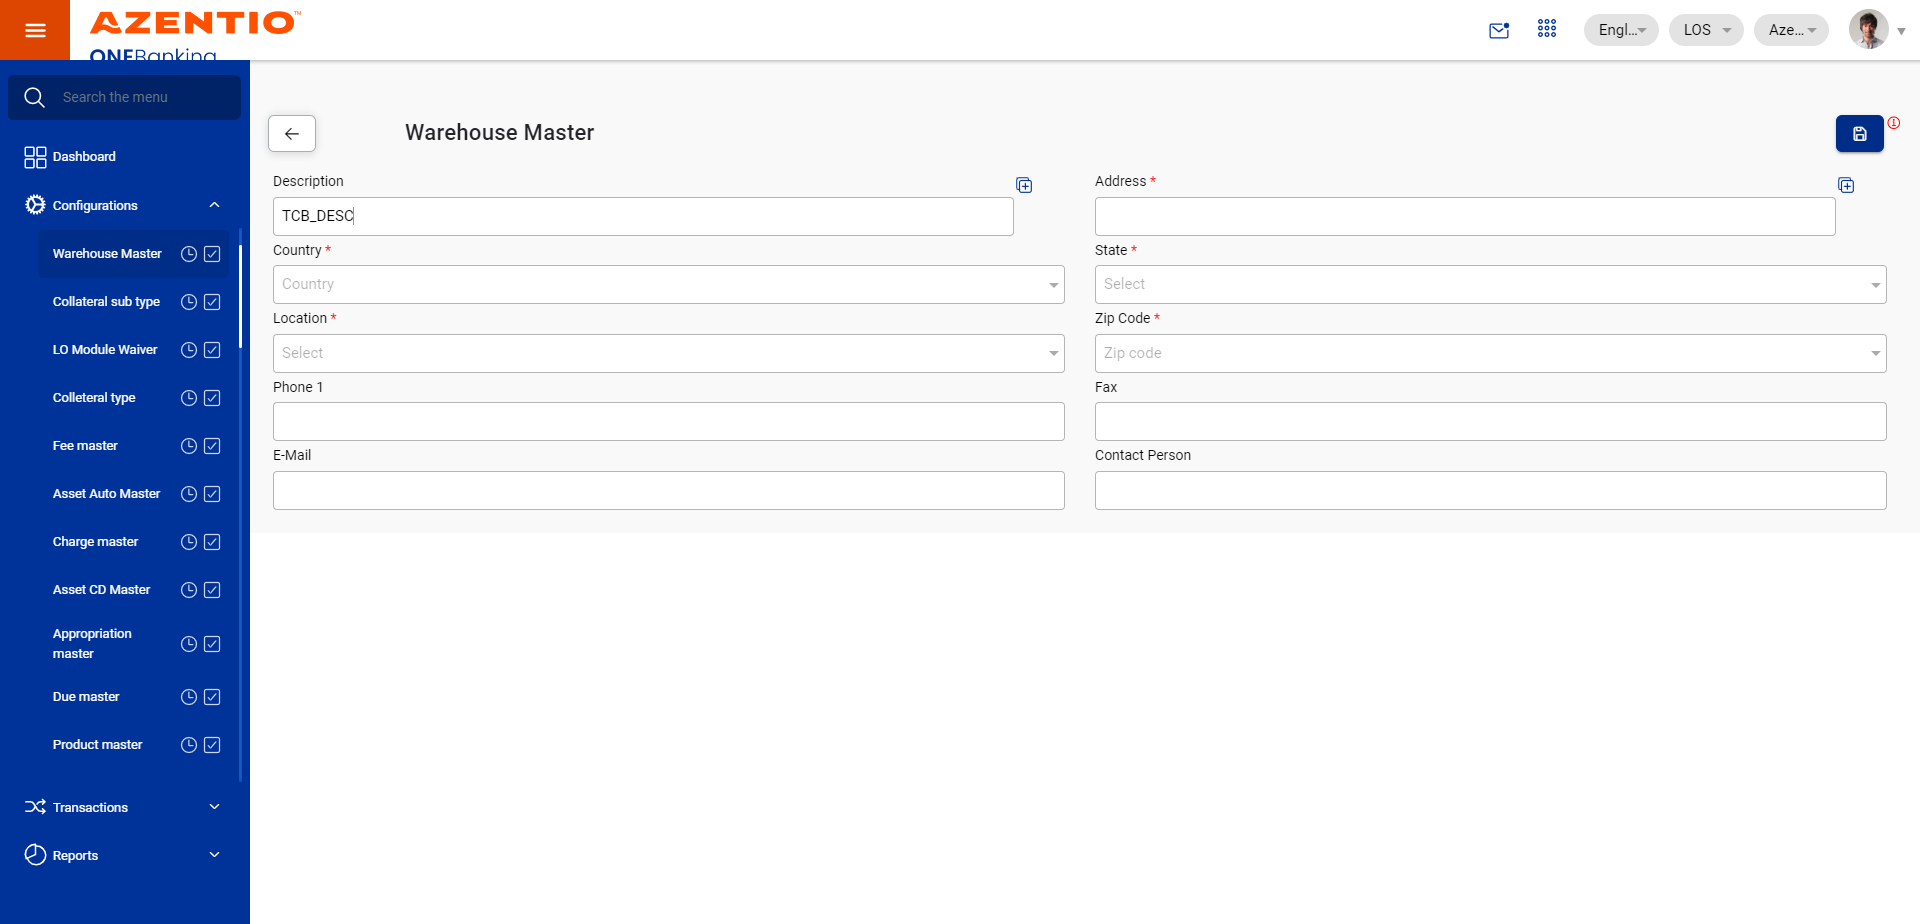 AZENTIO™
ONEBanking
Engl...
LOS
Aze...
Search the menu
Dashboard
Configurations
Warehouse Master
Collateral sub type
LO Module Waiver
Colleteral type
Fee master
Asset Auto Master
Charge master
Asset CD Master
Appropriation
master
Due master
Product master
Transactions
Reports
Warehouse Master
Description
TCB_DESC
Address *
Country *
Country
State *
Select
Location *
Select
Zip Code *
Zip code
Phone 1
Fax
E-Mail
Contact Person